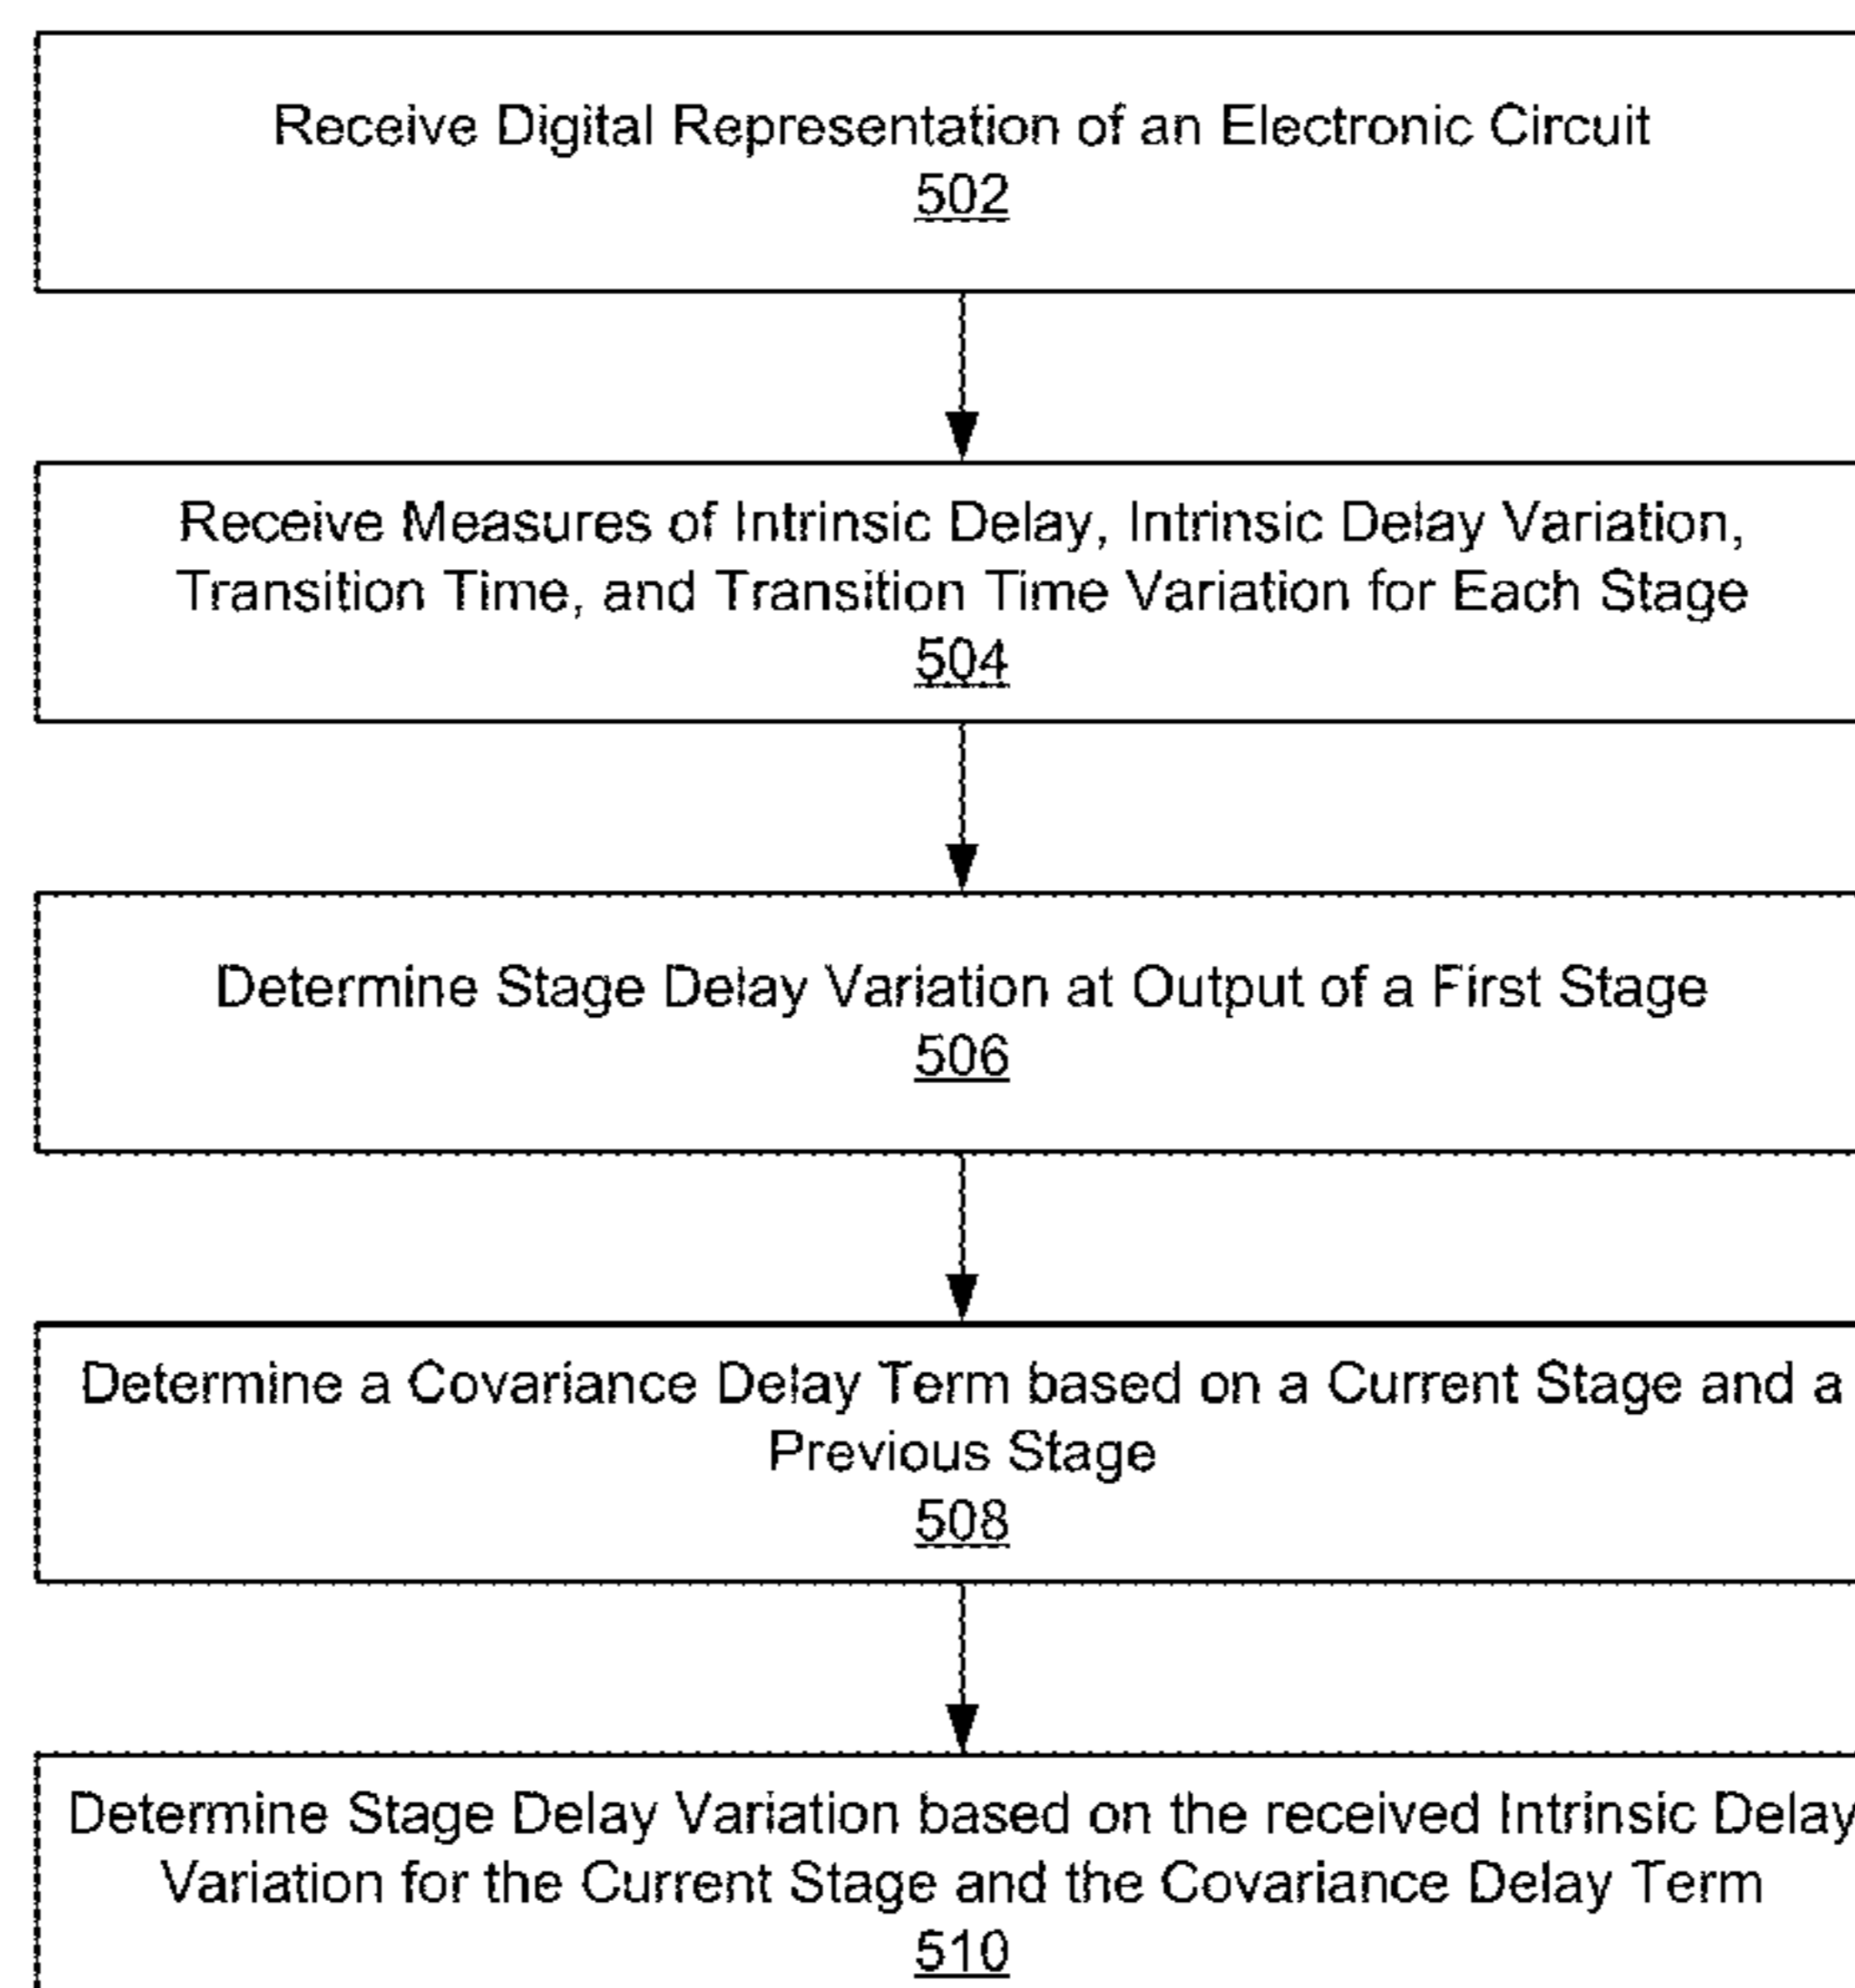 Receive Digital Representation of an Electronic Circuit
502
Receive Measures of Intrinsic Delay, Intrinsic Delay Variation,
Transition Time, and Transition Time Variation for Each Stage
504
Determine Stage Delay Variation at Output of a First Stage
506
Determine a Covariance Delay Term based on a Current Stage and a
Previous Stage
508
Determine Stage Delay Variation based on the received Intrinsic Delay
Variation for the Current Stage and the Covariance Delay Term
510